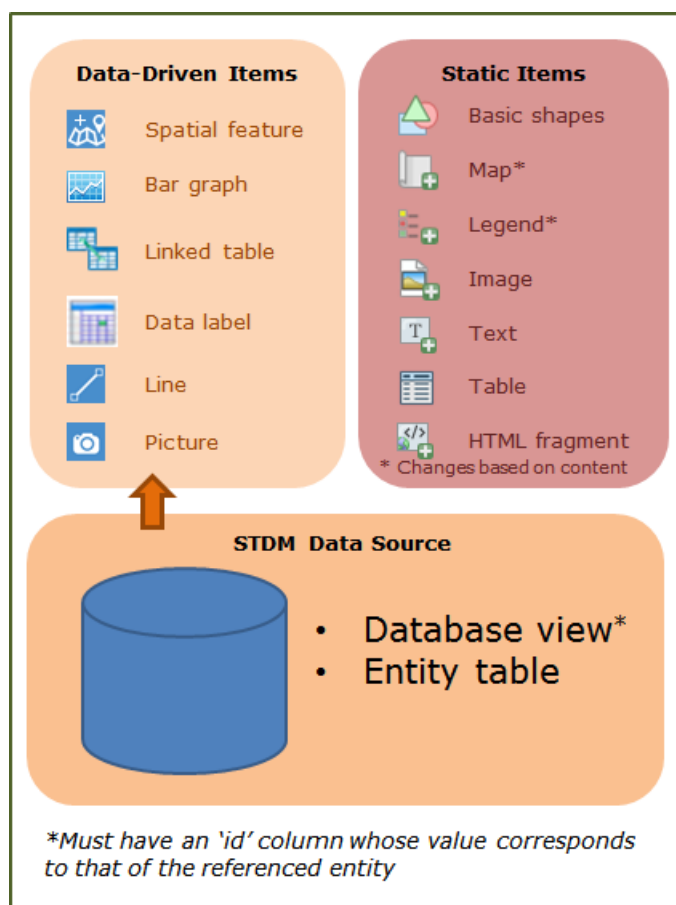 Data-Driven Items
Spatial feature
Bar graph
Linked table
Data label
Line
Picture
Static Items
Basic shapes
Map*
Legend*
Image
T
Text
Table
</>
HTML fragment
* Changes based on content
STDM Data Source
• Database view*
• Entity table
*Must have an ‘id’ column whose value corresponds
to that of the referenced entity